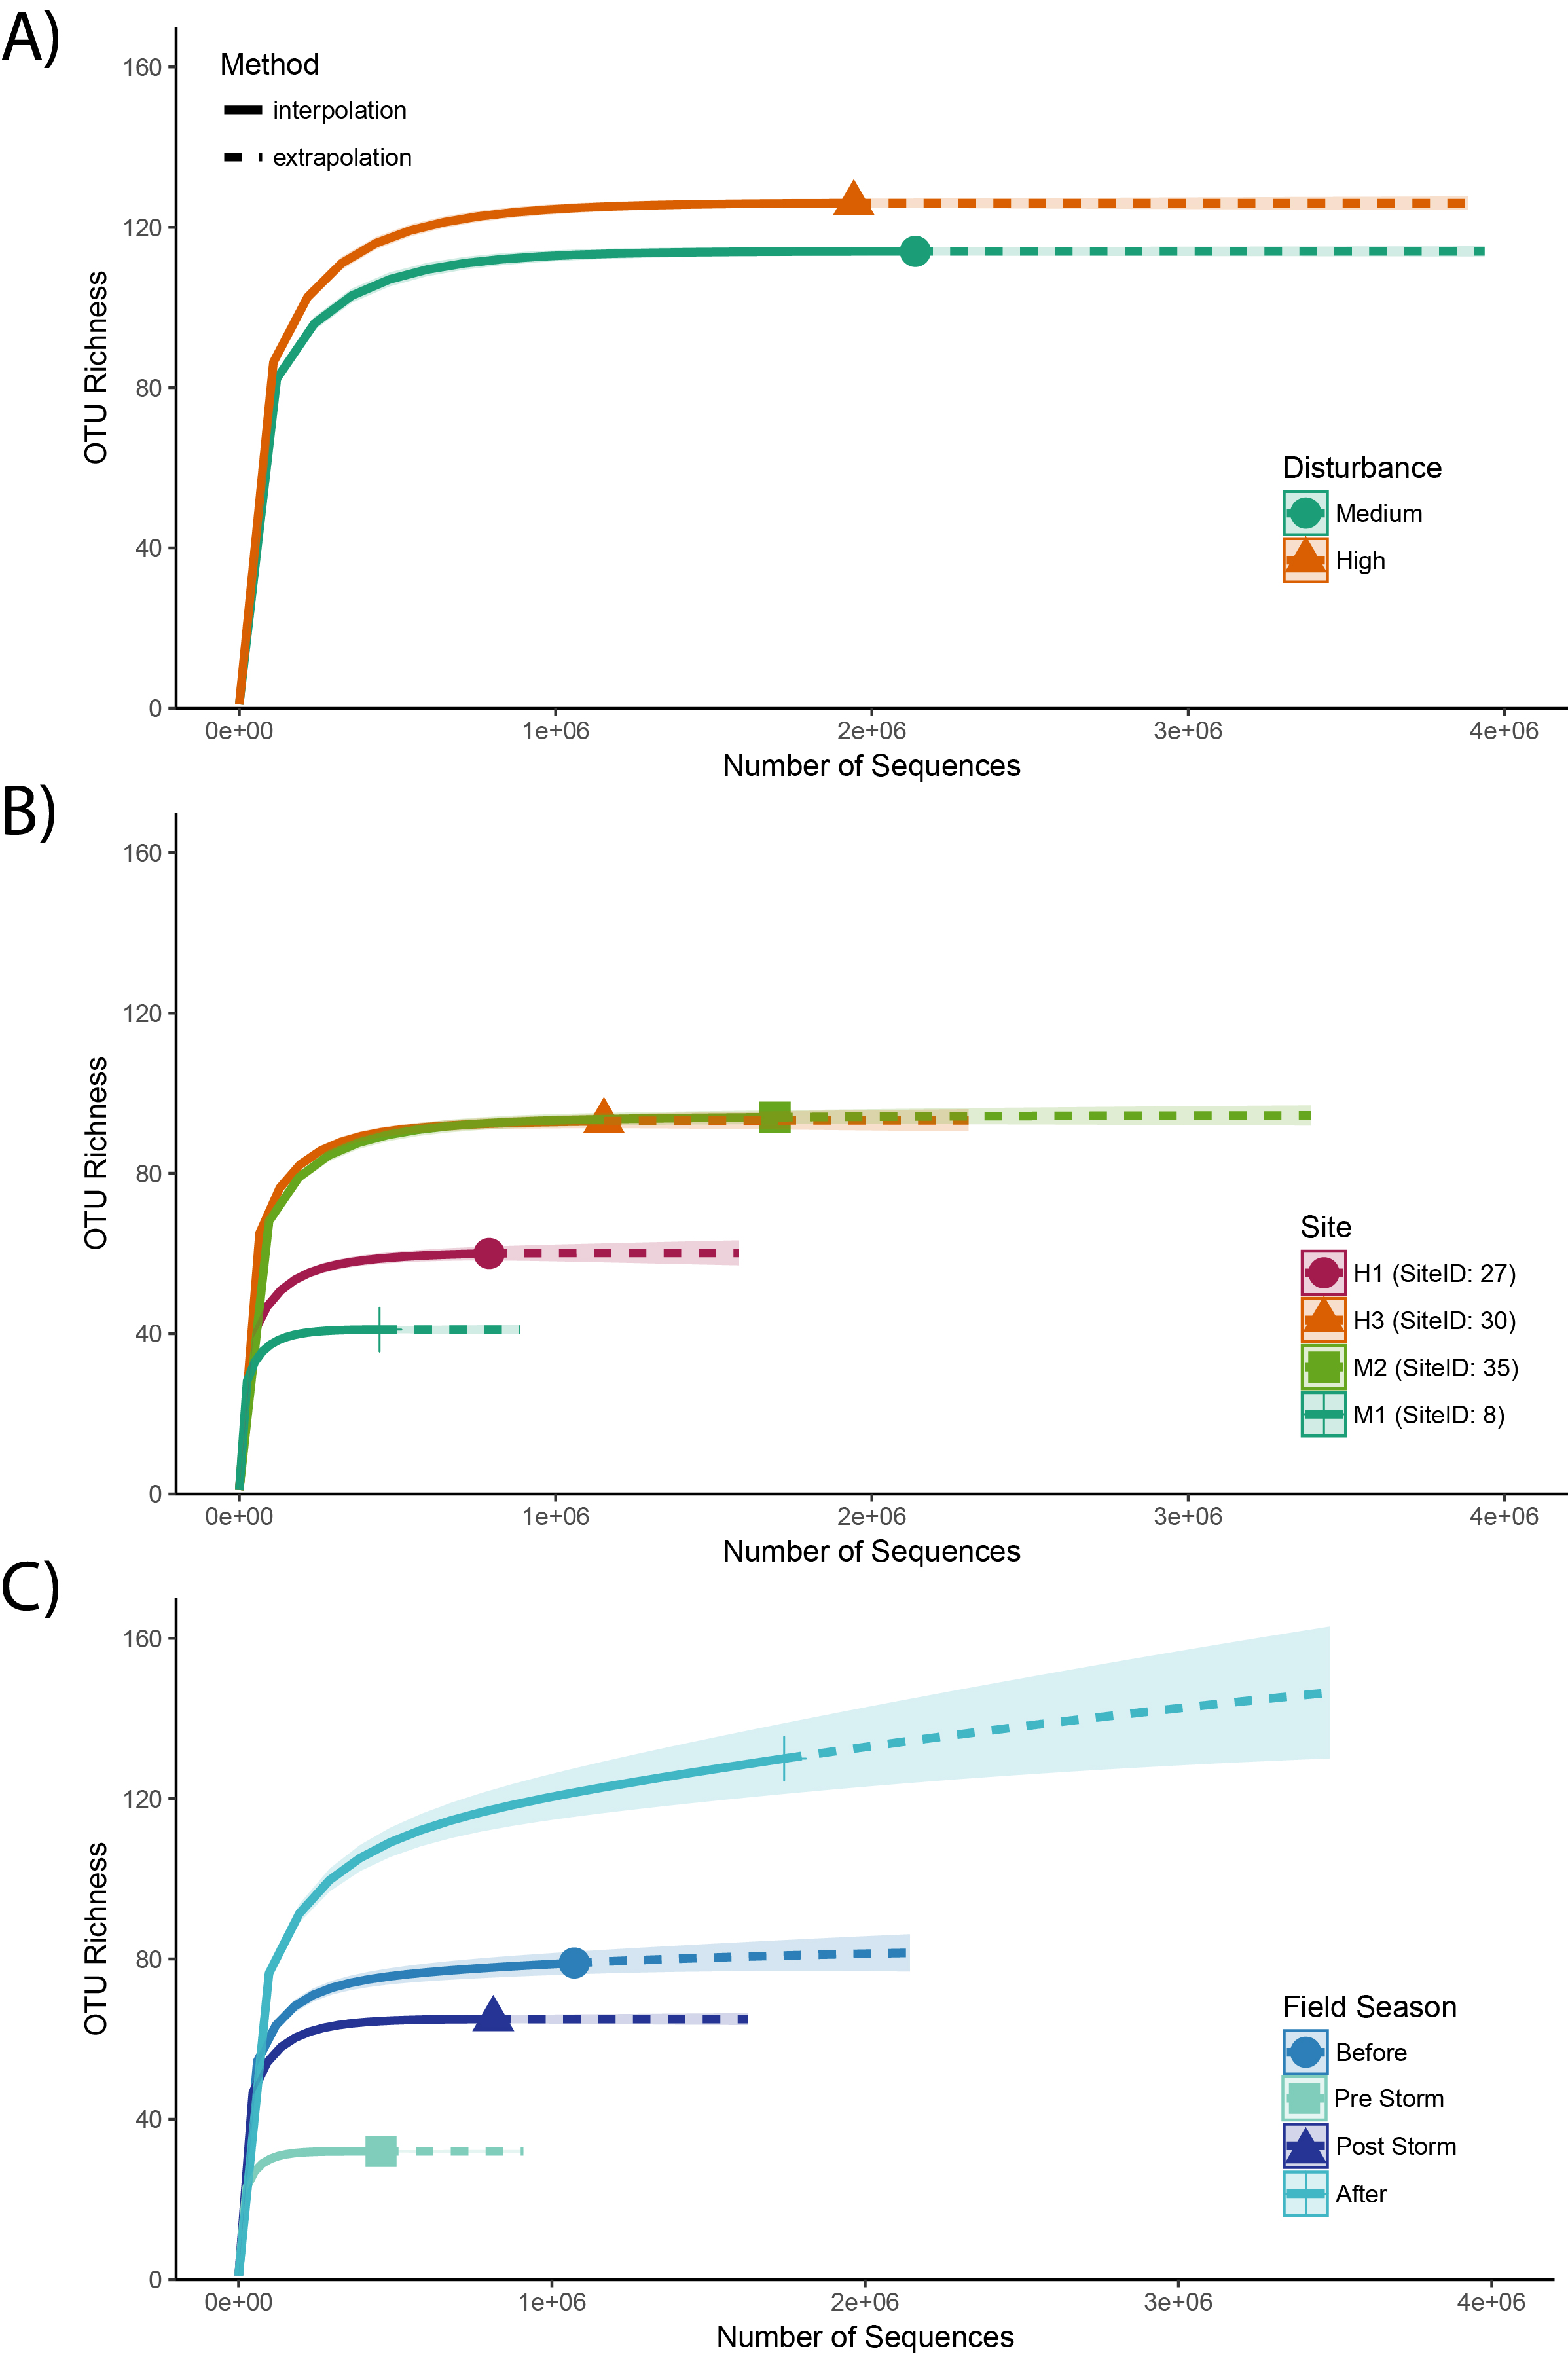 A)
Method
interpolation
extrapolation
160
120
80
40
0
OTU Richness
Disturbance
Medium
High
0e+00 1e+06 2e+06 3e+06 4e+06
Number of Sequences
B)
160
120
80
40
0
OTU Richness
Site
H1 (SiteID: 27)
H3 (SiteID: 30)
M2 (SiteID: 35)
M1 (SiteID: 8)
0e+00 1e+06 2e+06 3e+06 4e+06
Number of Sequences
C)
160
120
80
40
0
OTU Richness
Field Season
Before
Pre Storm
Post Storm
After
0e+00 1e+06 2e+06 3e+06 4e+06
Number of Sequences